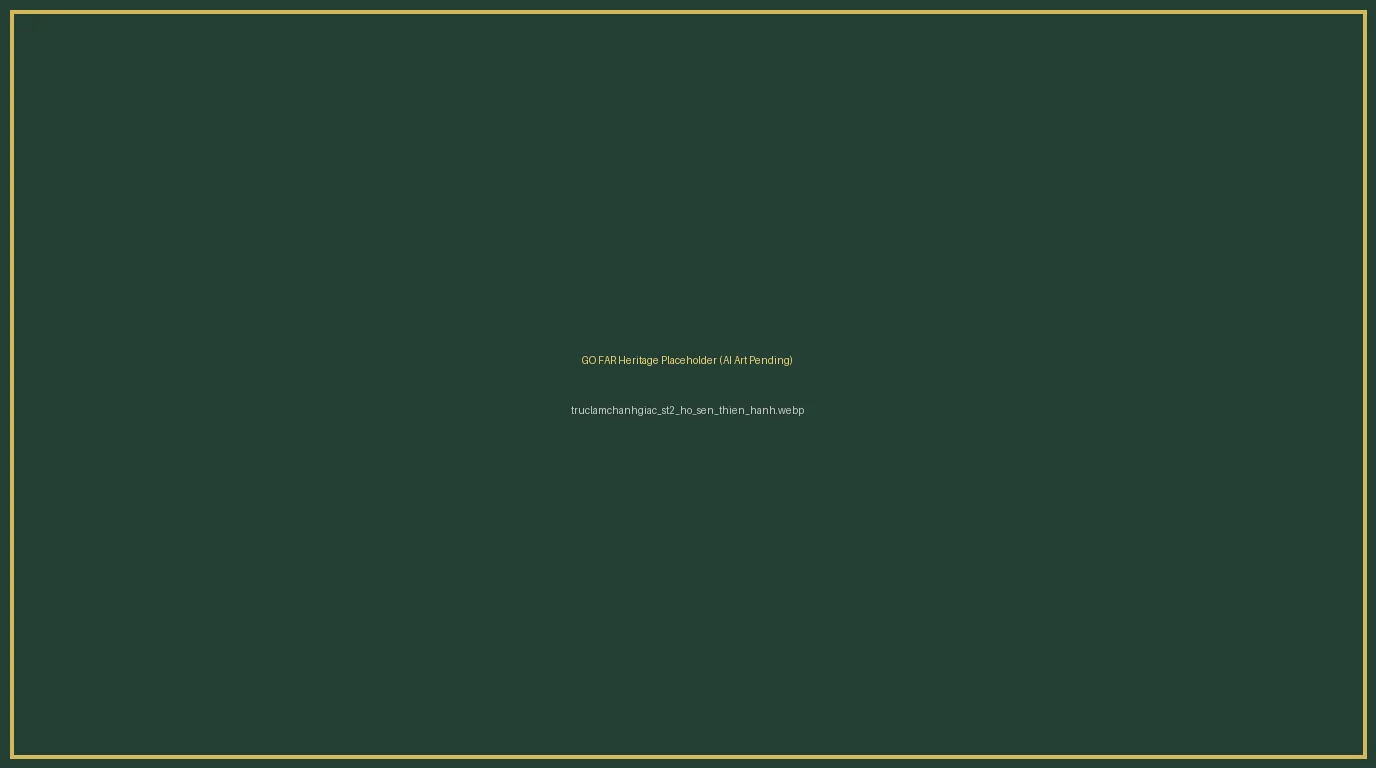 GO FAR Heritage Placeholder (AI Art Pending)
truclamchanhgiac_st2_ho_sen_thien_hanh.webp